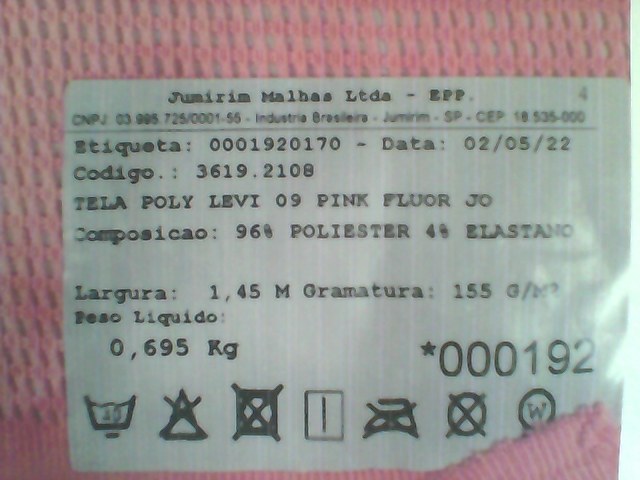 Jumirim Malhas Ltda - EPP. 4
CNPJ: 03.995.725/0001-56 - Industria Brasileira - Jumirim - SP - CEP 18.535-000
Etiqueta: 0001920170 - Data: 02/05/22
Codigo.: 3619.2108
TELA POLY LEVI 09 PINK FLUOR JO
Composicao: 96% POLIESTER 4% ELASTANO
Largura: 1,45 M Gramatura: 155 G/M²
Peso Liquido:
0,695 Kg
*000192
W